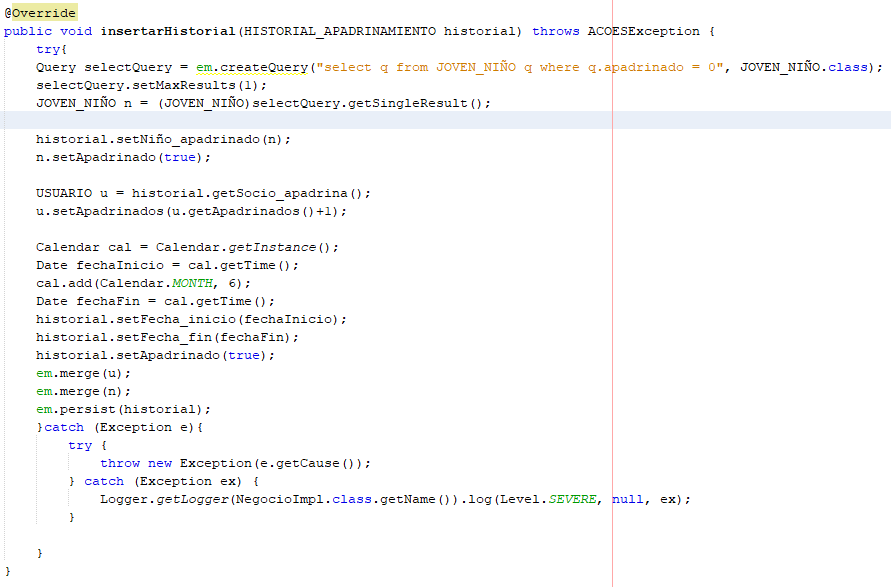 @Override
public void insertarHistorial(HISTORIAL_APADRINAMIENTO historial) throws ACOESException {
try{
Query selectQuery = em.createQuery("select q from JOVEN_NIÑO q where q.apadrinado = 0", JOVEN_NIÑO.class);
selectQuery.setMaxResults(1);
JOVEN_NIÑO n = (JOVEN_NIÑO)selectQuery.getSingleResult();
historial.setNiño_apadrinado(n);
n.setApadrinado(true);
USUARIO u = historial.getSocio_apadrina();
u.setApadrinados(u.getApadrinados()+1);
Calendar cal = Calendar.getInstance();
Date fechaInicio = cal.getTime();
cal.add(Calendar.MONTH, 6);
Date fechaFin = cal.getTime();
historial.setFecha_inicio(fechaInicio);
historial.setFecha_fin(fechaFin);
historial.setApadrinado(true);
em.merge(u);
em.merge(n);
em.persist(historial);
}catch (Exception e){
try {
throw new Exception(e.getCause());
} catch (Exception ex) {
Logger.getLogger(NegocioImpl.class.getName()).log(Level.SEVERE, null, ex);
}
}
}